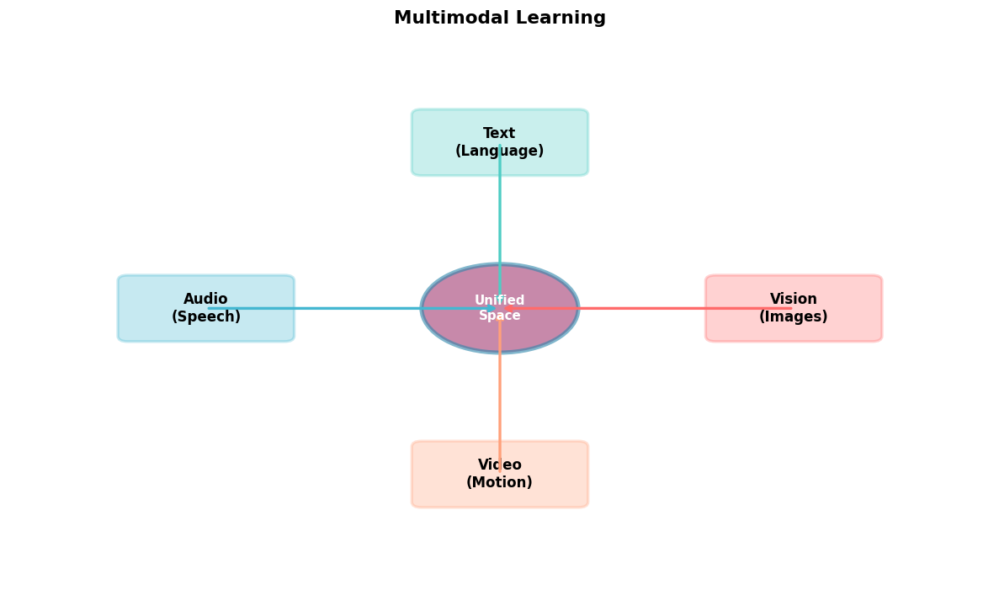 Multimodal Learning
Text
(Language)
Audio
(Speech)
Unified
Space
Vision
(Images)
Video
(Motion)